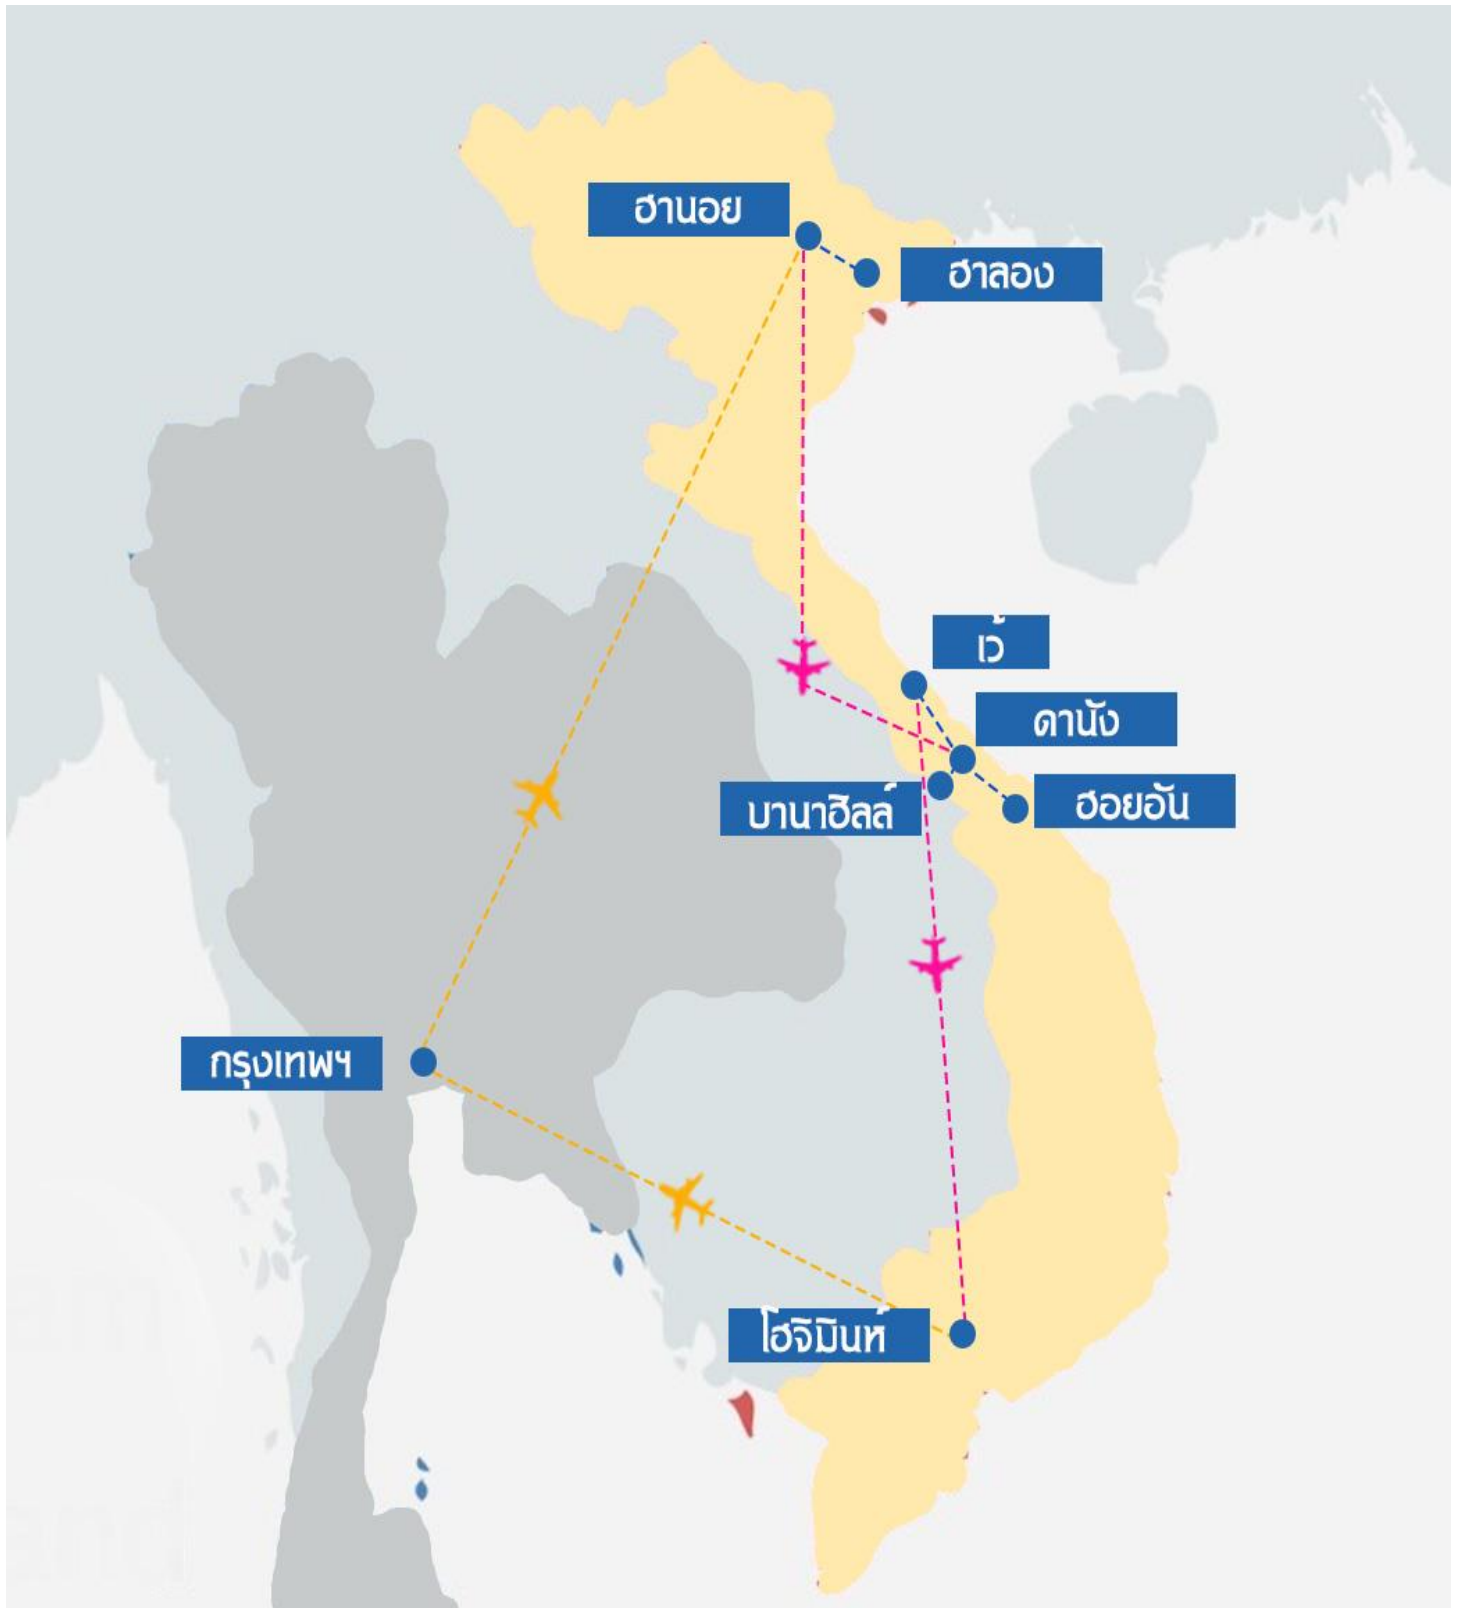 ฮานอย
ฮาลอง
เว้
ดานัง
ฮอยอัน
บานาฮิลล์
กรุงเทพฯ
โฮจิมินห์